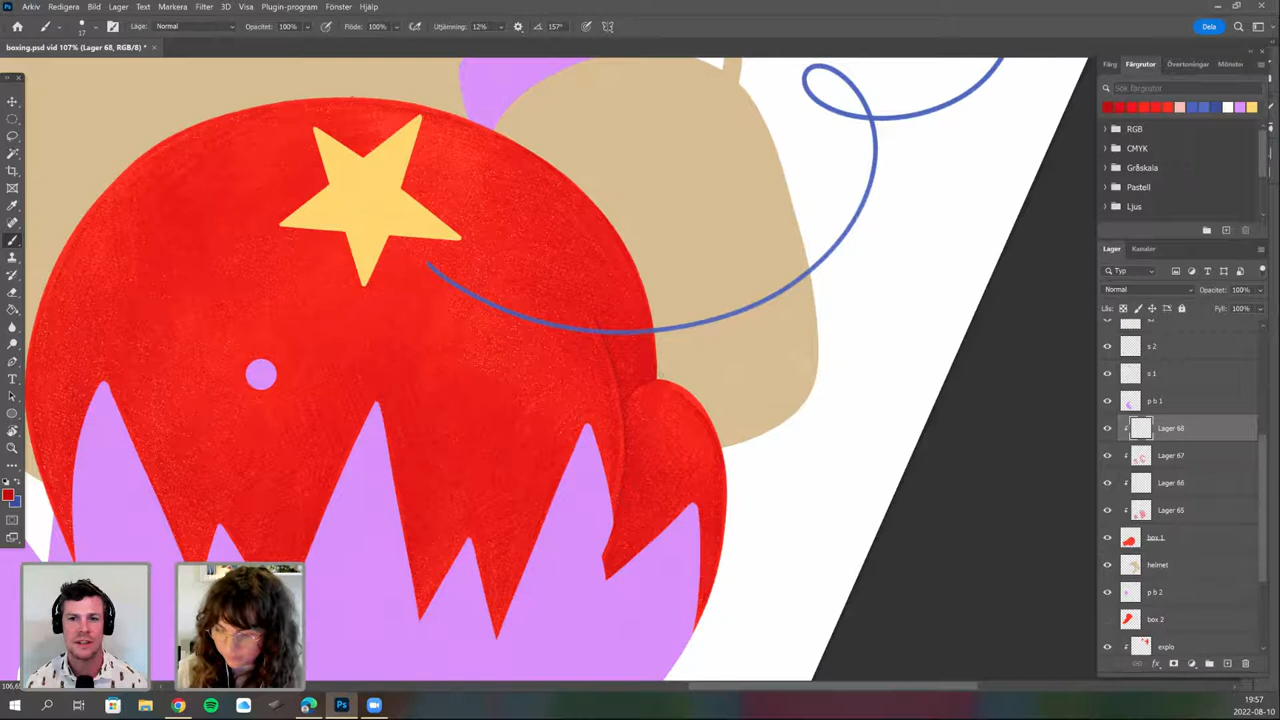 Arkiv Redigera Bild Lager Text Markera Filter 3D Visa Plugin-program Fönster Hjälp
17 Läge: Normal Opacitet: 100% Flöde: 100% Utjämning: 12% 157° Dela
boxing.psd vid 107% (Lager 68, RGB/8) *
Färg Färgrutor Övertoningar Mönster
Sök färgrutor
RGB
CMYK
Gråskala
Pastell
Ljus
Lager Kanaler
Typ
Normal Opacitet: 100%
Lås: Fyll: 100%
s 2
s 1
p b 1
Lager 68
Lager 67
Lager 66
Lager 65
box 1
helmet
p b 2
box 2
explo
19:57
2022-08-10